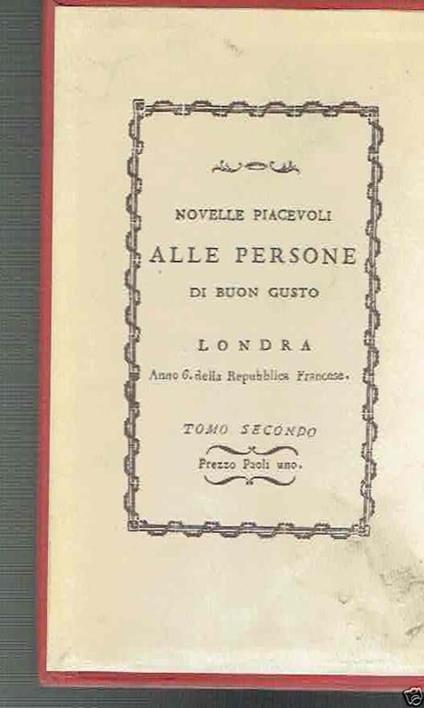 NOVELLE PIACEVOLI
ALLE PERSONE
DI BUON GUSTO
LONDRA
Anno 6. della Repubblica Francese.
TOMO SECONDO
Prezzo Paoli uno.